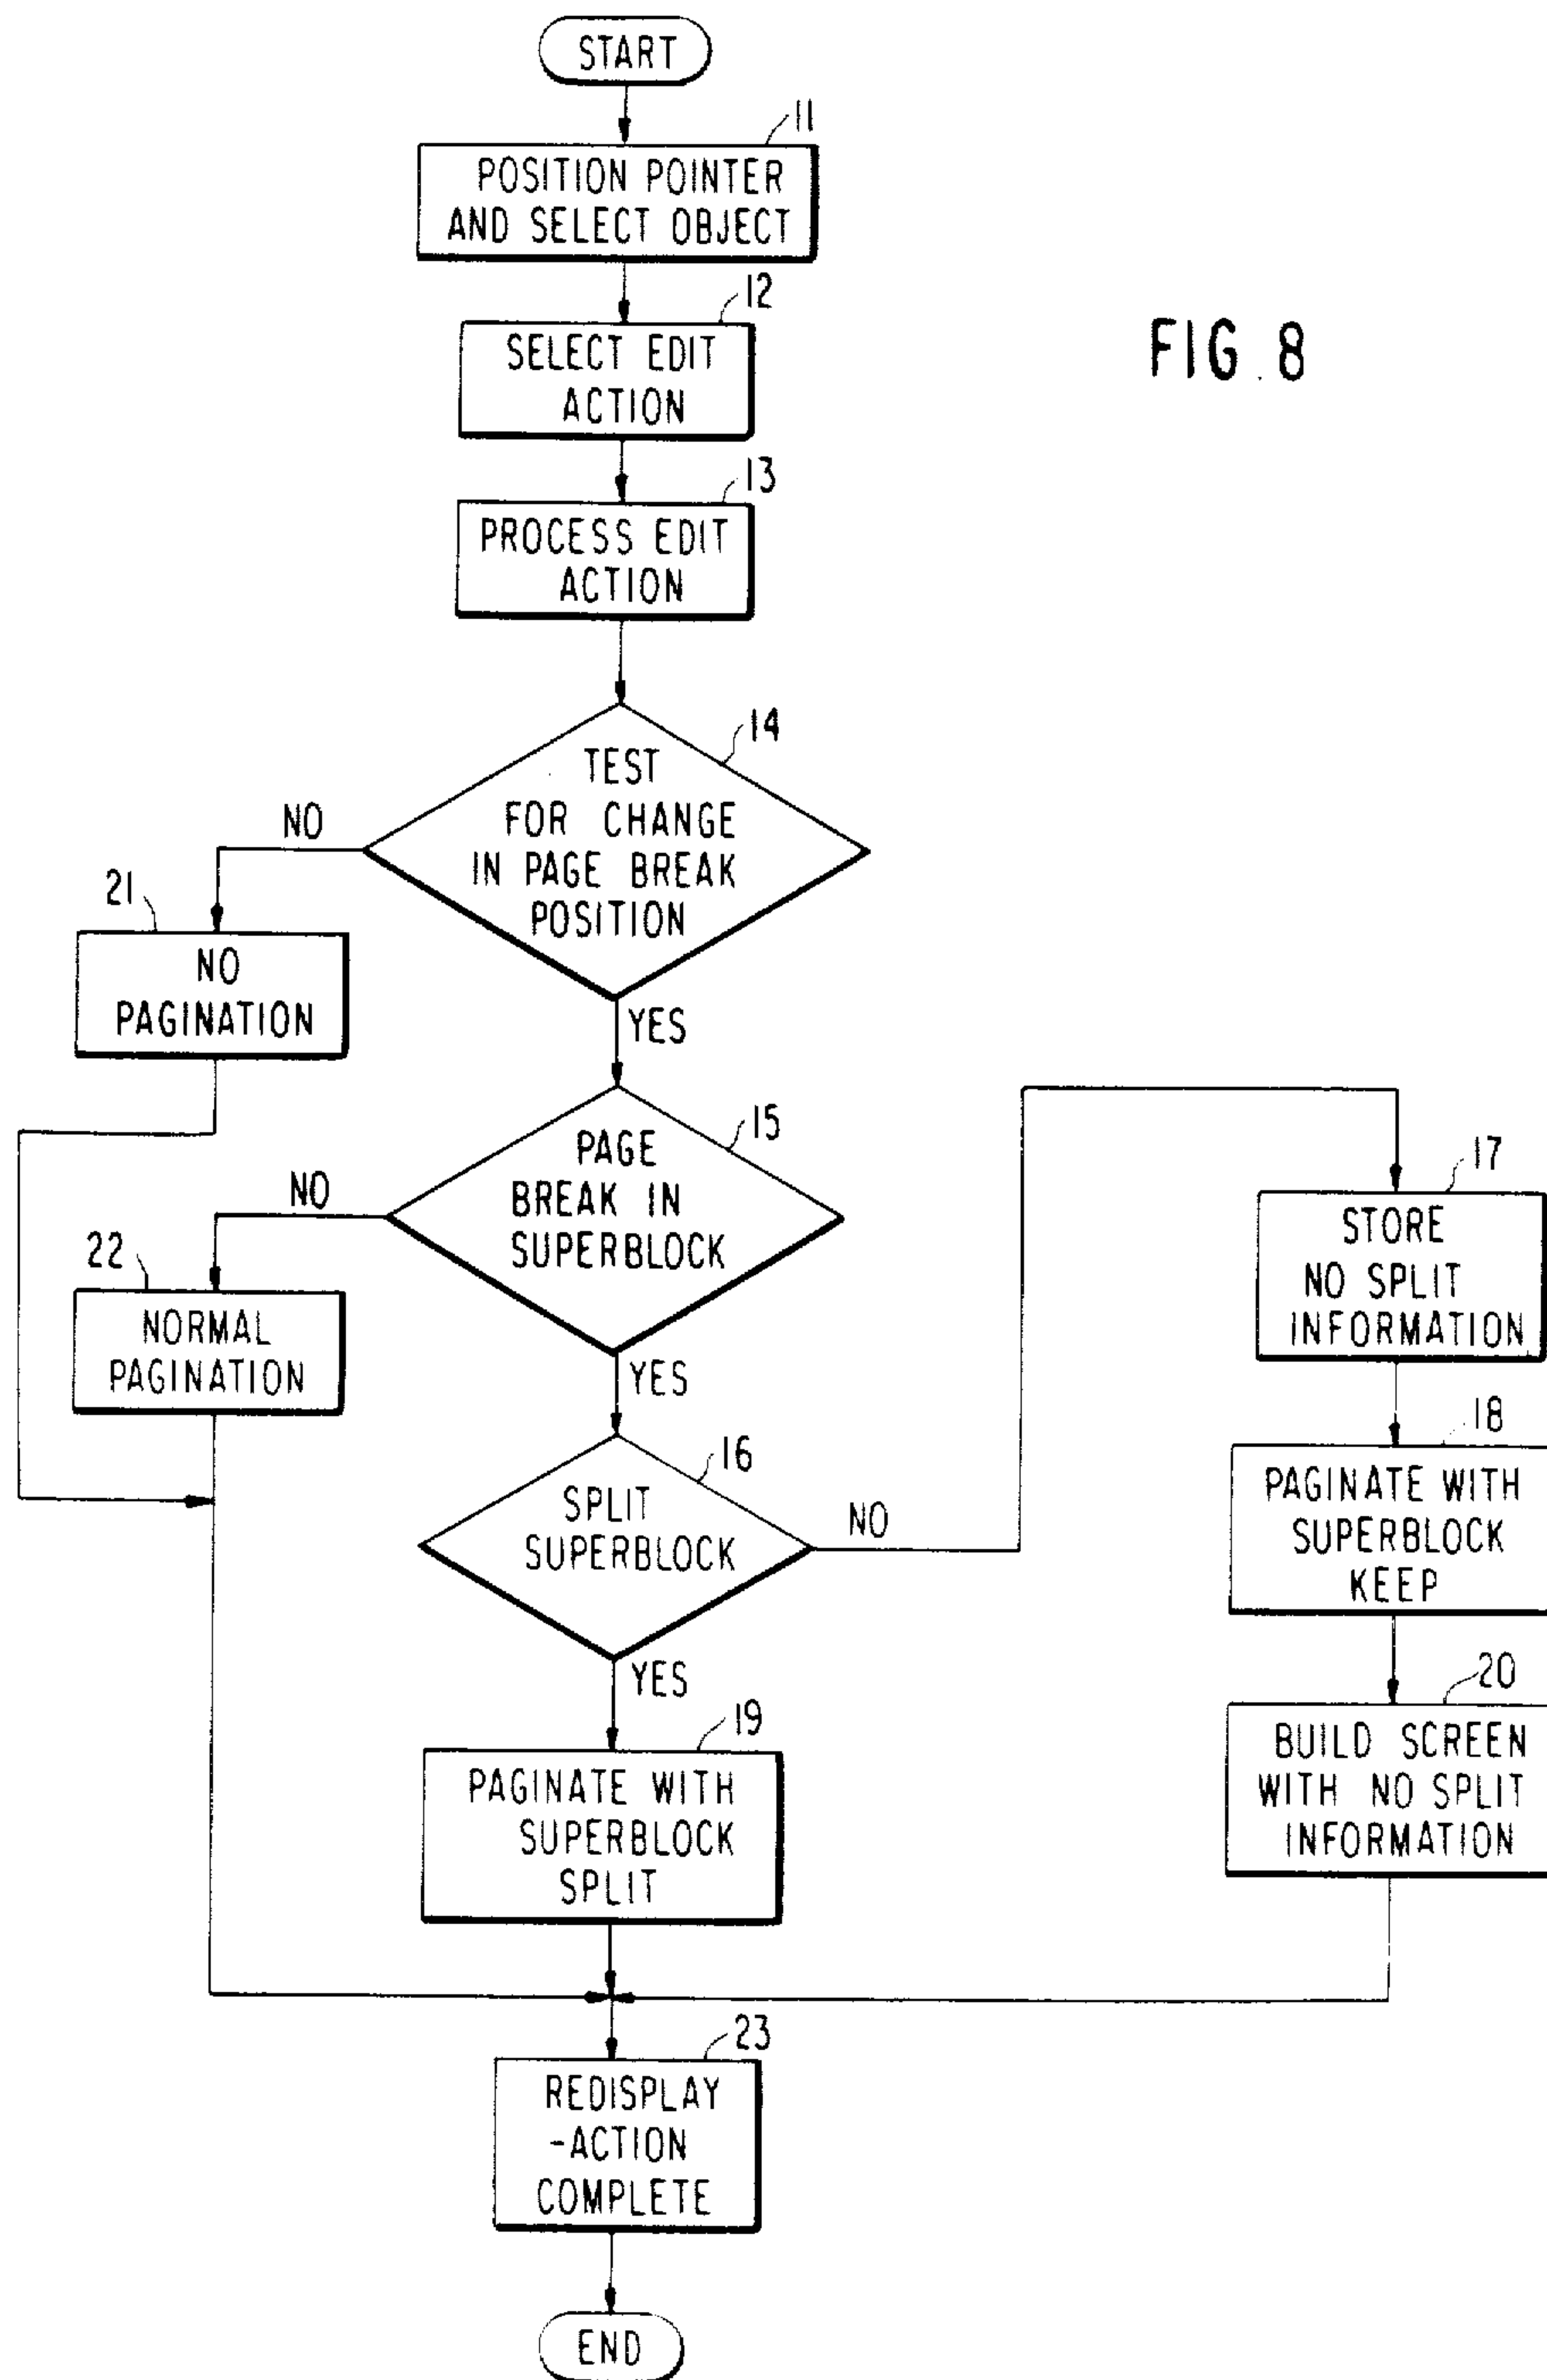 START
11
POSITION POINTER
AND SELECT OBJECT
12
SELECT EDIT
ACTION
FIG. 8
13
PROCESS EDIT
ACTION
14
TEST
FOR CHANGE
IN PAGE BREAK
POSITION
NO
21
NO
PAGINATION
YES
15
PAGE
BREAK IN
SUPERBLOCK
NO
22
NORMAL
PAGINATION
YES
16
SPLIT
SUPERBLOCK
NO
17
STORE
NO SPLIT
INFORMATION
18
PAGINATE WITH
SUPERBLOCK
KEEP
20
BUILD SCREEN
WITH NO SPLIT
INFORMATION
YES
19
PAGINATE WITH
SUPERBLOCK
SPLIT
23
REDISPLAY
-ACTION
COMPLETE
END